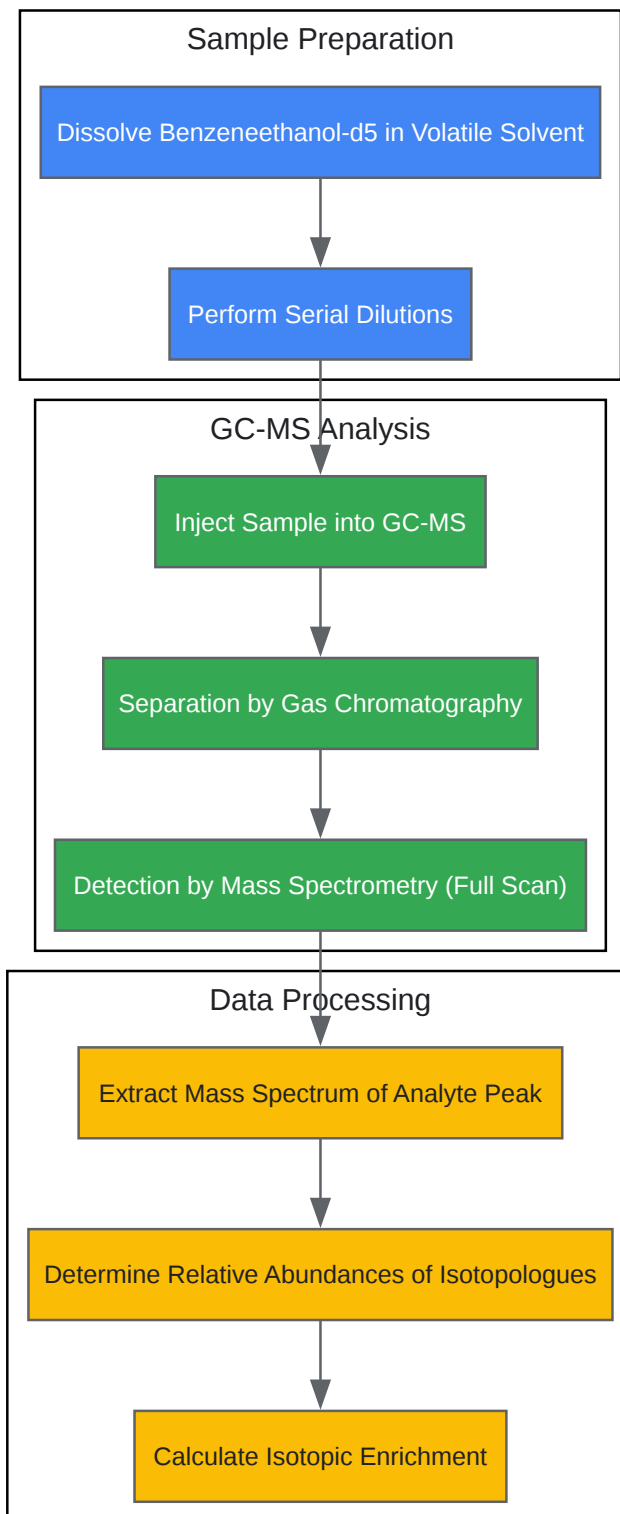 Sample Preparation
Dissolve Benzeneethanol-d5 in Volatile Solvent
Perform Serial Dilutions
GC-MS Analysis
Inject Sample into GC-MS
Separation by Gas Chromatography
Detection by Mass Spectrometry (Full Scan)
Data Processing
Extract Mass Spectrum of Analyte Peak
Determine Relative Abundances of Isotopologues
Calculate Isotopic Enrichment